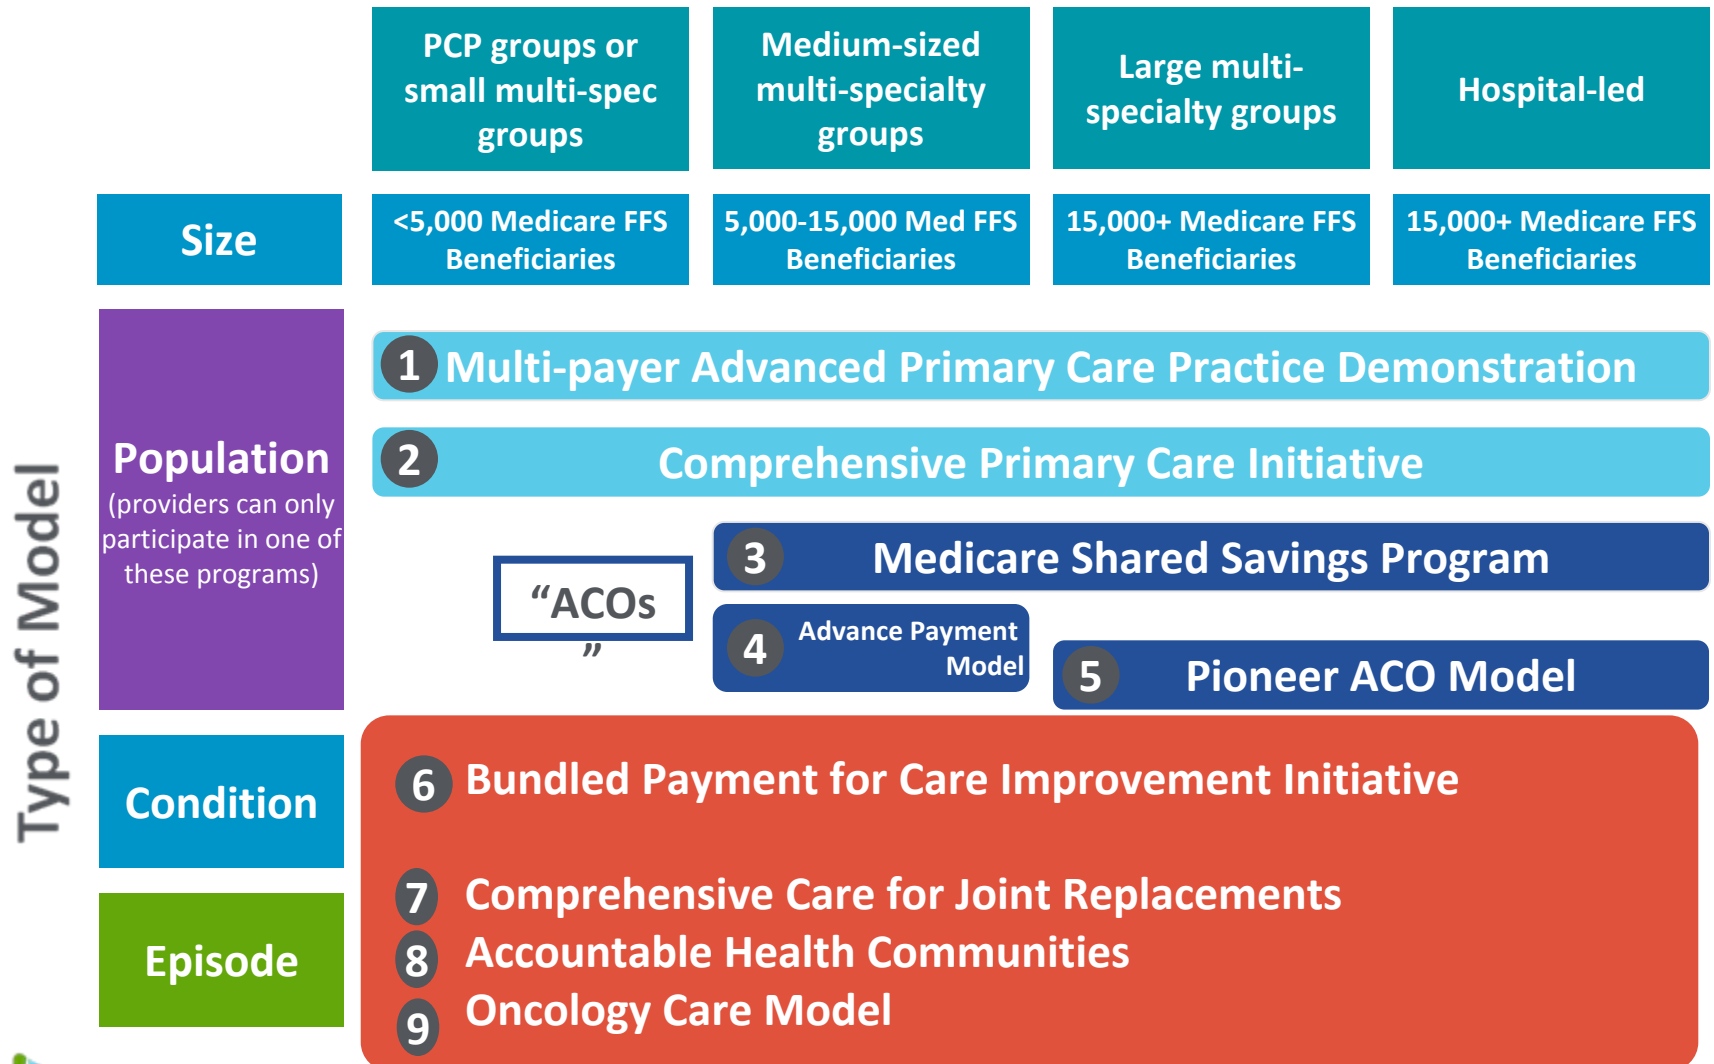 PCP groups or
small multi-spec
groups
Medium-sized
multi-specialty
groups
Large multi-
specialty groups
Hospital-led
Size
<5,000 Medicare FFS
Beneficiaries
5,000-15,000 Med FFS
Beneficiaries
15,000+ Medicare FFS
Beneficiaries
15,000+ Medicare FFS
Beneficiaries
Type of Model
Population
(providers can only
participate in one of
these programs)
1 Multi-payer Advanced Primary Care Practice Demonstration
2 Comprehensive Primary Care Initiative
“ACOs
”
3 Medicare Shared Savings Program
4 Advance Payment
Model
5 Pioneer ACO Model
Condition
6 Bundled Payment for Care Improvement Initiative
Episode
7 Comprehensive Care for Joint Replacements
8 Accountable Health Communities
9 Oncology Care Model